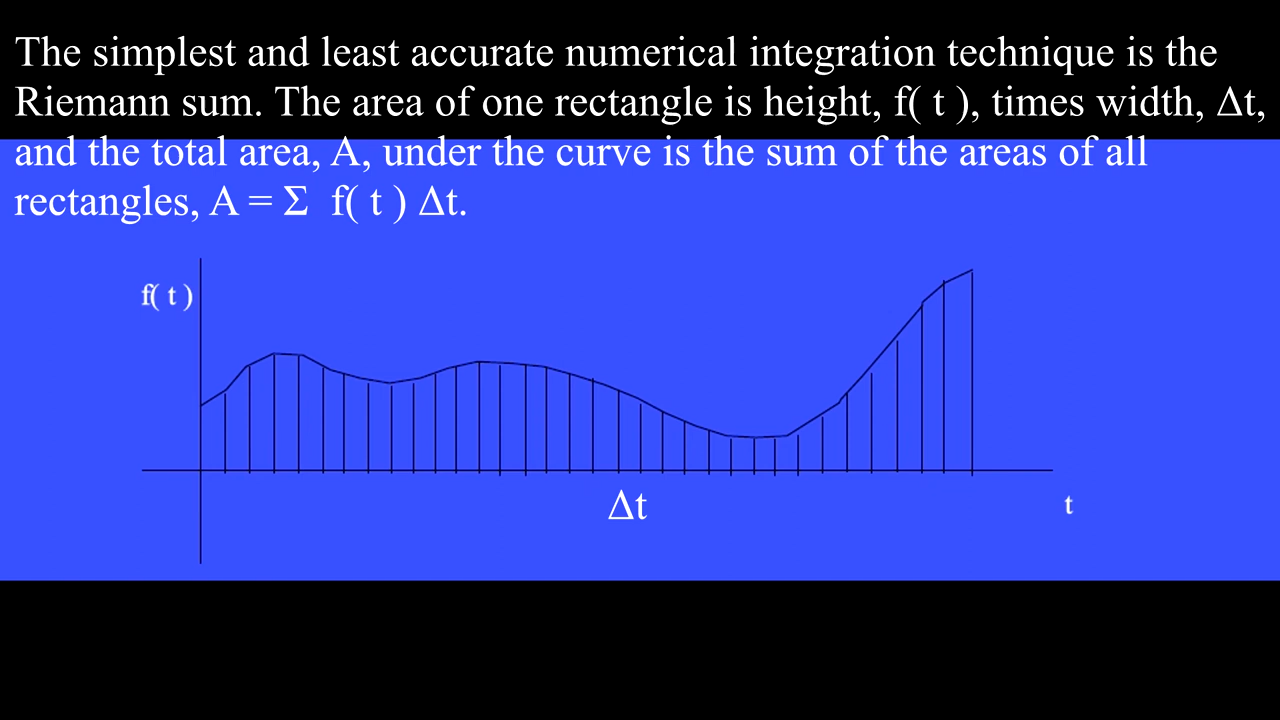 The simplest and least accurate numerical integration technique is the
Riemann sum. The area of one rectangle is height, f( t ), times width, Δt,
and the total area, A, under the curve is the sum of the areas of all
rectangles, A = Σ  f( t ) Δt.
f( t )
Δt
t